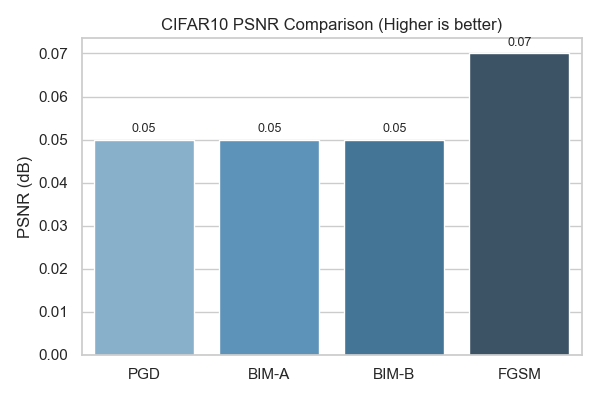 CIFAR10 PSNR Comparison (Higher is better)
PSNR (dB)
0.07
0.06
0.05
0.04
0.03
0.02
0.01
0.00
0.05
0.05
0.05
0.07
PGD
BIM-A
BIM-B
FGSM